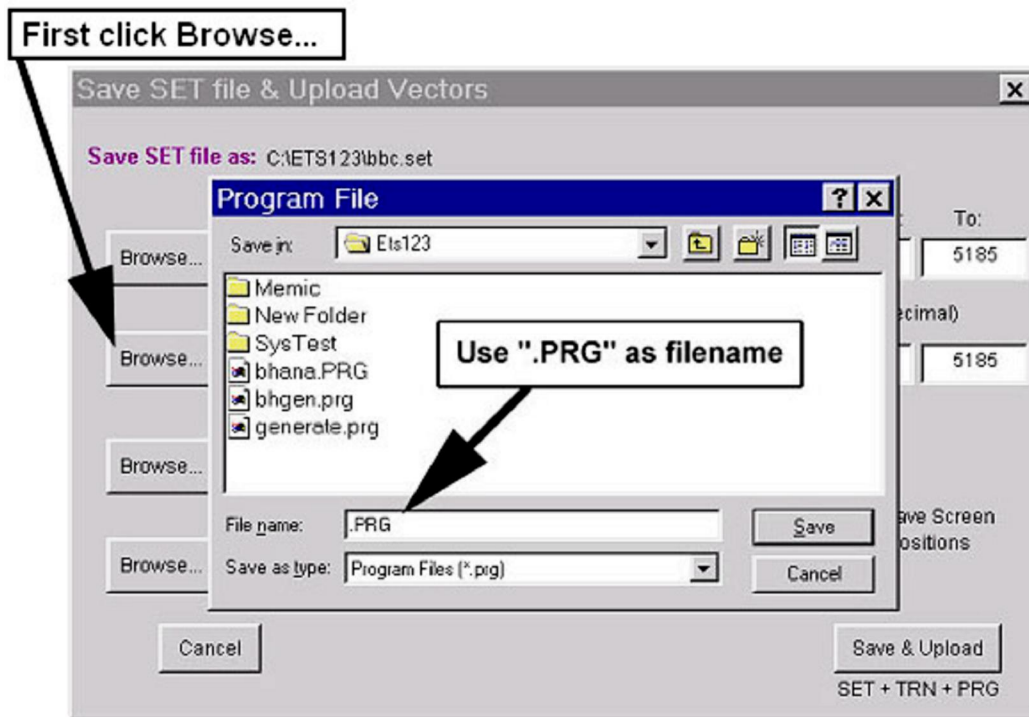 First click Browse...
Save SET file & Upload Vectors
Save SET file as: C:\ETS123\bbc.set
Program File
Save in: Ets123
To:
Browse...
5185
Memic
New Folder
SysTest
bhana.PRG
bhgen.prg
generate.prg
Use ".PRG" as filename
ecimal)
Browse...
5185
Browse...
File name: .PRG
Save
ave Screen
ositions
Browse...
Save as type: Program Files (*.prg)
Cancel
Cancel
Save & Upload
SET + TRN + PRG